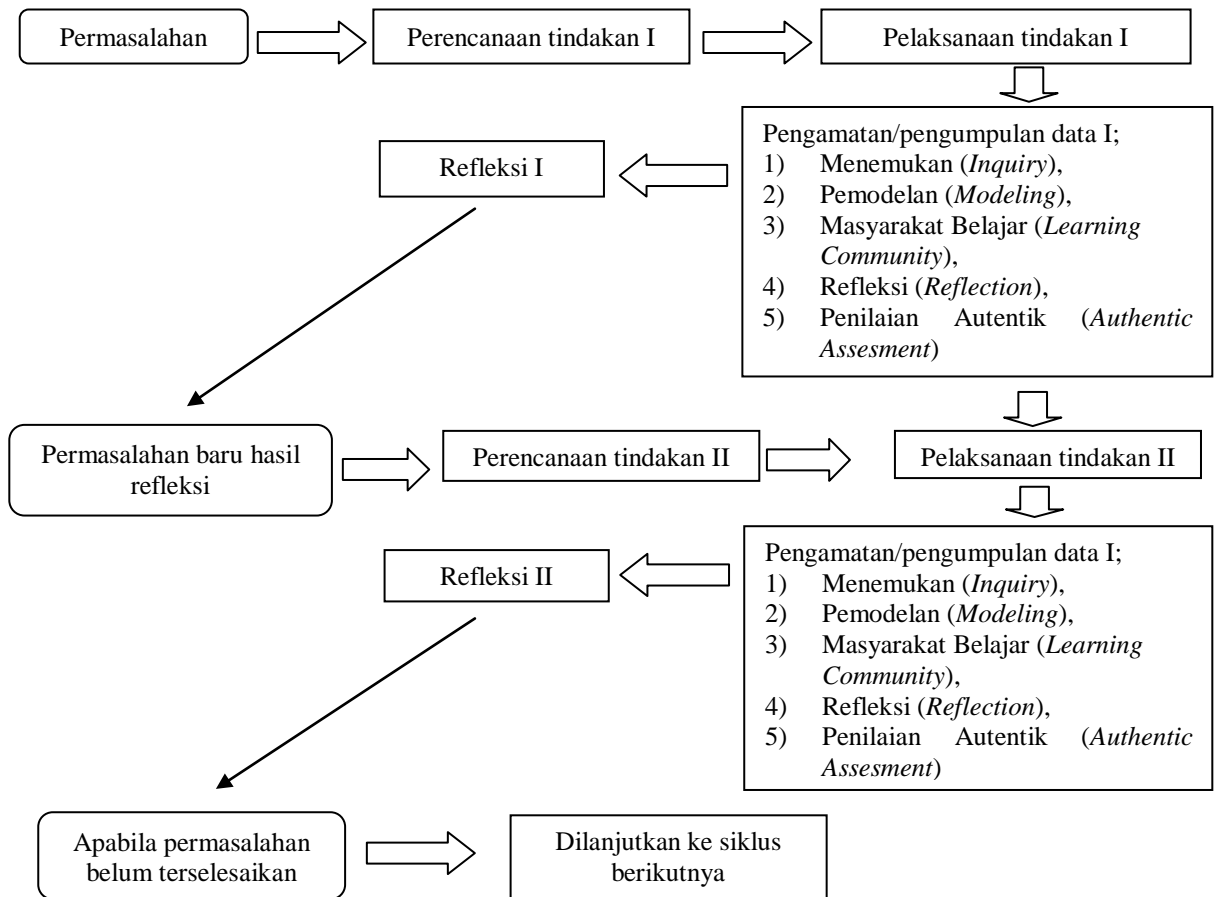 Permasalahan
Perencanaan tindakan I
Pelaksanaan tindakan I
Pengamatan/pengumpulan data I;
1) Menemukan (Inquiry),
2) Pemodelan (Modeling),
3) Masyarakat Belajar (Learning
Community),
4) Refleksi (Reflection),
5) Penilaian Autentik (Authentic
Assesment)
Refleksi I
Permasalahan baru hasil
refleksi
Perencanaan tindakan II
Pelaksanaan tindakan II
Pengamatan/pengumpulan data I;
1) Menemukan (Inquiry),
2) Pemodelan (Modeling),
3) Masyarakat Belajar (Learning
Community),
4) Refleksi (Reflection),
5) Penilaian Autentik (Authentic
Assesment)
Refleksi II
Apabila permasalahan
belum terselesaikan
Dilanjutkan ke siklus
berikutnya